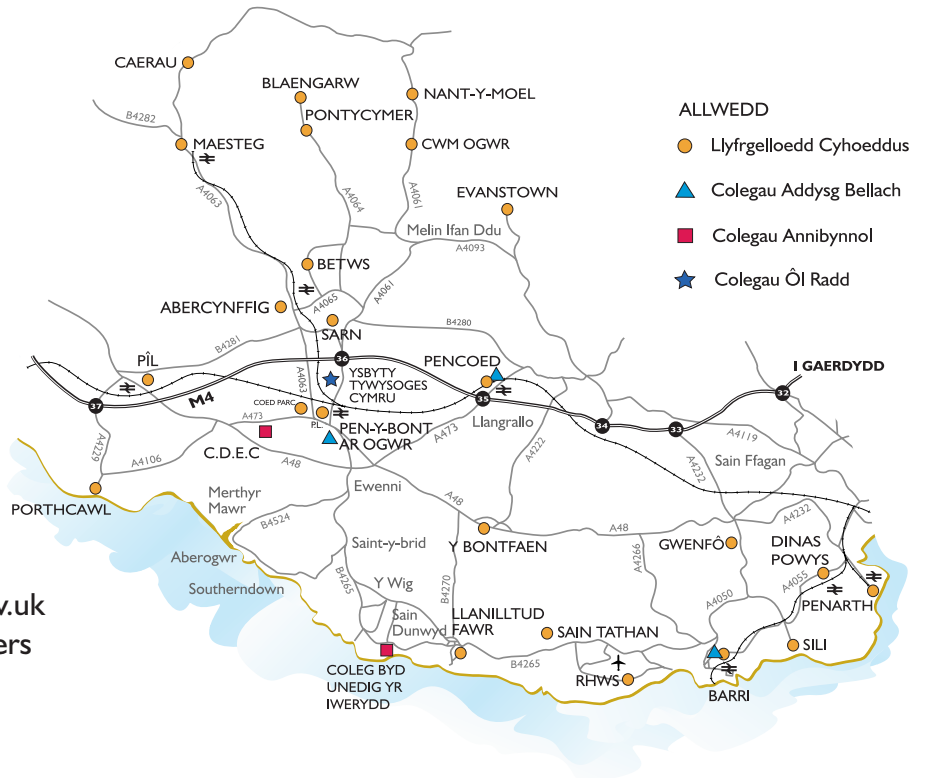 CAERAU
BLAENGARW
NANT-Y-MOEL
B4282
PONTYCYMER
MAESTEG
CWM OGWR
A4063
A4064
A4061
EVANSTOWN
Melin Ifan Ddu
A4093
BETWS
A4061
A4065
ABERCYNFFIG
SARN
B4281
B4280
PÎL
36
PENCOED
I GAERDYDD
YSBYTY
TYWYSOGES
CYMRU
M4
A4063
37
COED PARC
P.L.
35
32
Llangrallo
34
33
A473
PEN-Y-BONT
AR OGWR
A473
A4222
A4119
A4229
A4106
C.D.E.C
A48
Sain Ffagan
A4232
PORTHCAWL
Merthyr
Mawr
Ewenni
A48
B4524
A48
A4232
Aberogwr
Saint-y-brid
Y BONTFAEN
A4266
GWENFÔ
DINAS
POWYS
Southerndown
B4265
Y Wig
B4270
A4050
A4055
PENARTH
v.uk
ers
Sain
Dunwyd
LLANILLTUD
FAWR
SAIN TATHAN
SILI
B4265
COLEG BYD
UNEDIG YR
IWERYDD
RHWS
BARRI
ALLWEDD
Llyfrgelloedd Cyhoeddus
Colegau Addysg Bellach
Colegau Annibynnol
Colegau Ôl Radd